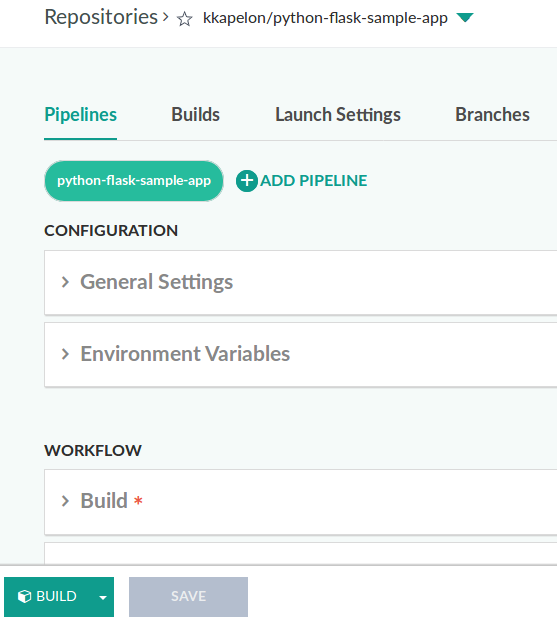 Repositories > ☆ kkapelon/python-flask-sample-app
Pipelines Builds Launch Settings Branches
python-flask-sample-app ADD PIPELINE
CONFIGURATION
> General Settings
> Environment Variables
WORKFLOW
> Build *
BUILD SAVE